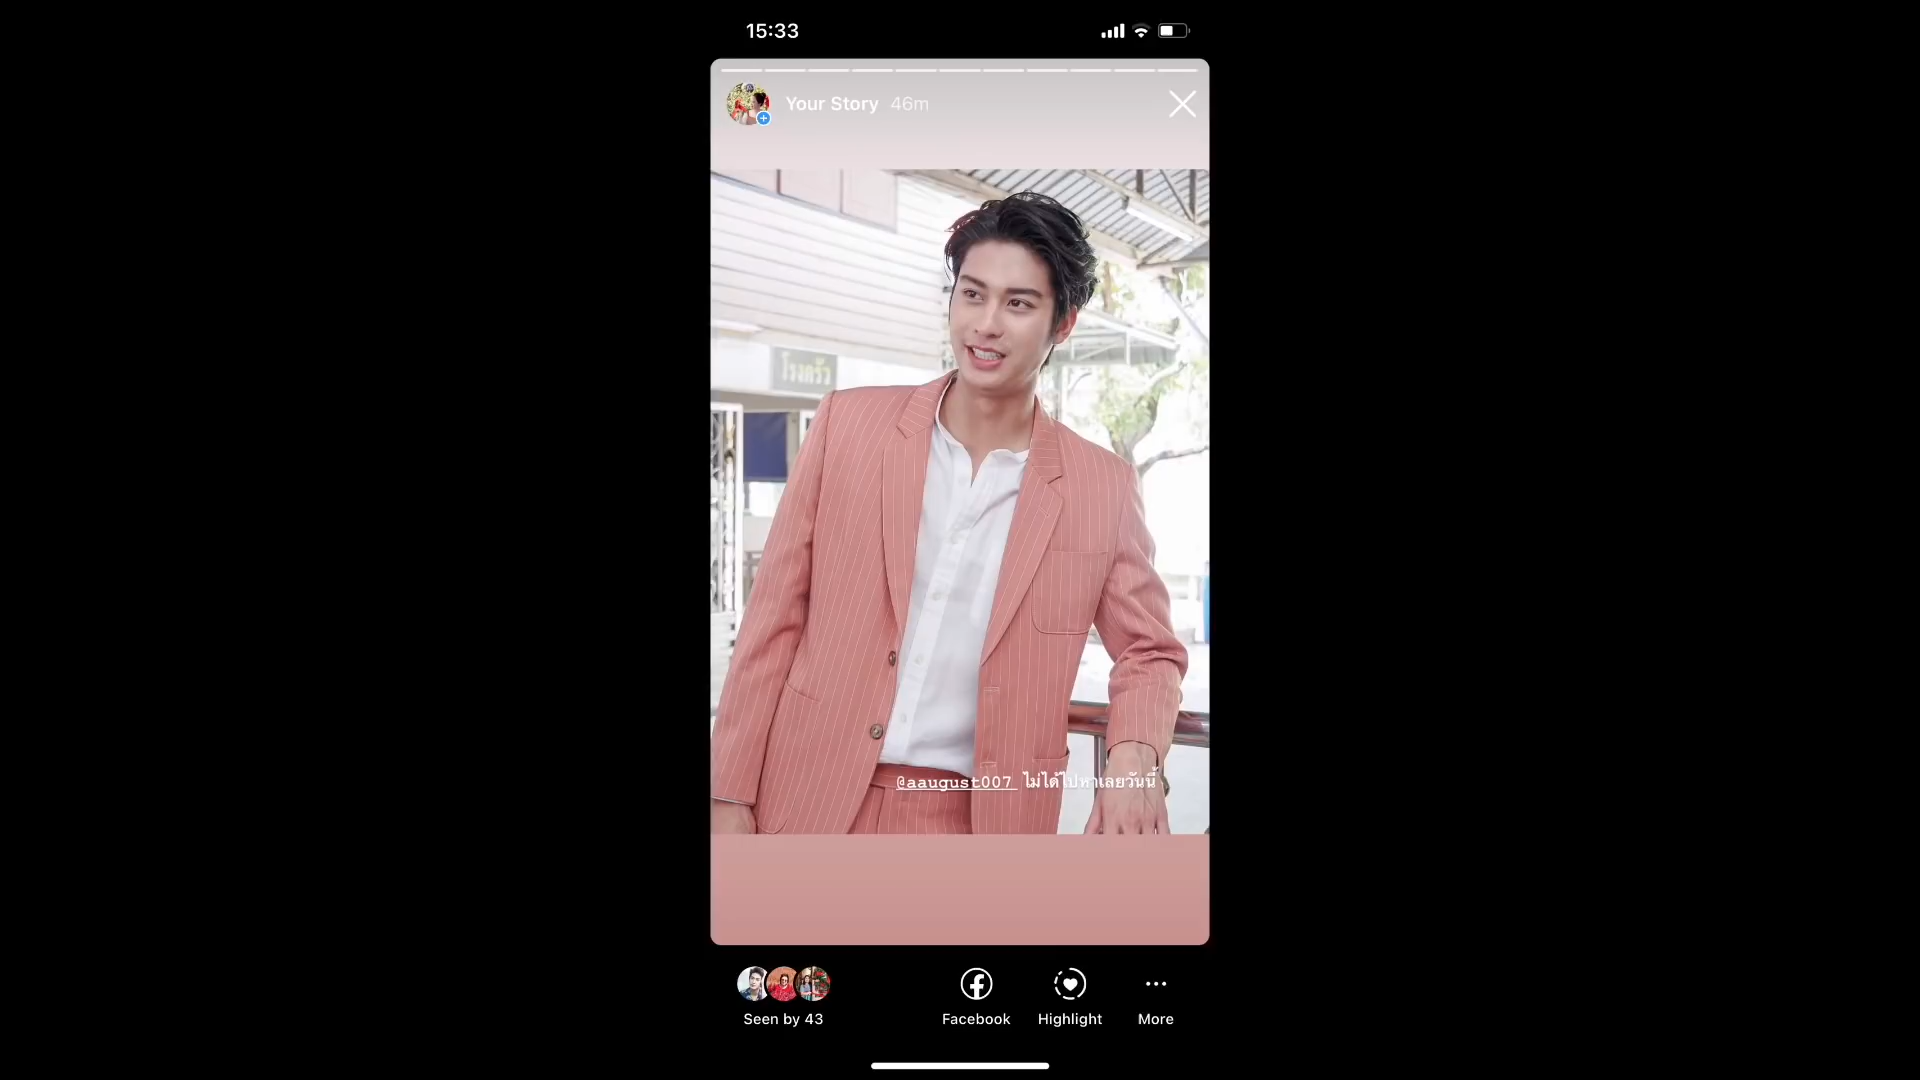 15:33
Your Story 46m
โรงครัว
@aaugust007 ไม่ได้ไปหาเลยวันนี้
Seen by 43
Facebook
Highlight
More